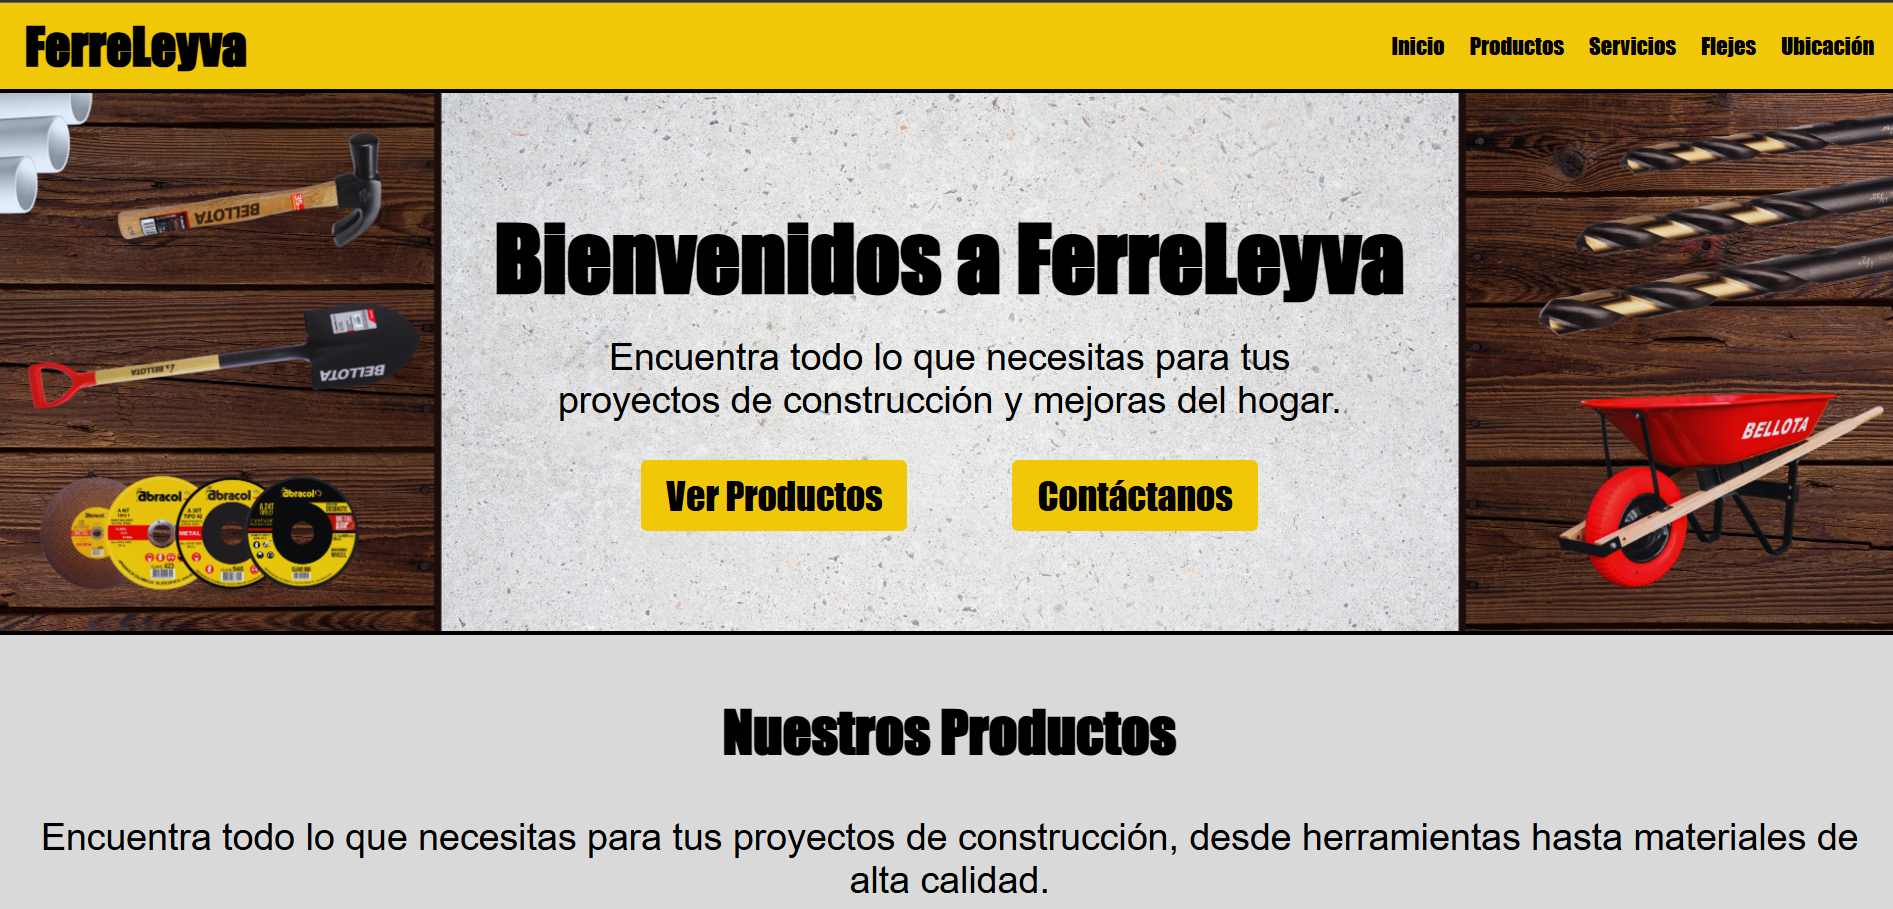 FerreLeyva
Inicio Productos Servicios Flejes Ubicación
Bienvenidos a FerreLeyva
Encuentra todo lo que necesitas para tus
proyectos de construcción y mejoras del hogar.
Ver Productos Contáctanos
BELLOTA
BELLOTA
BELLOTA
BELLOTA
abracol
abracol
abracol
METAL
Nuestros Productos
Encuentra todo lo que necesitas para tus proyectos de construcción, desde herramientas hasta materiales de
alta calidad.